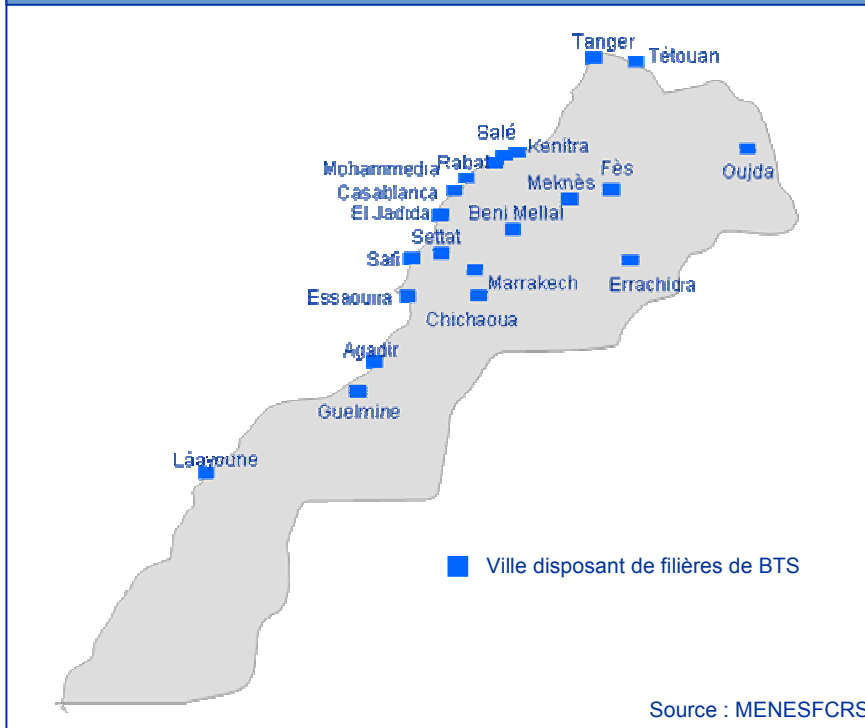 Tanger
Tétouan
Salé
Kenitra
Rabat
Mohammedia
Oujda
Fès
Meknès
Casablanca
El Jadida
Beni Mellal
Settat
Safi
Marrakech
Errachidia
Essaouira
Chichaoua
Agadir
Guelmine
Lâayoune
Ville disposant de filières de BTS
Source : MENESFCRS